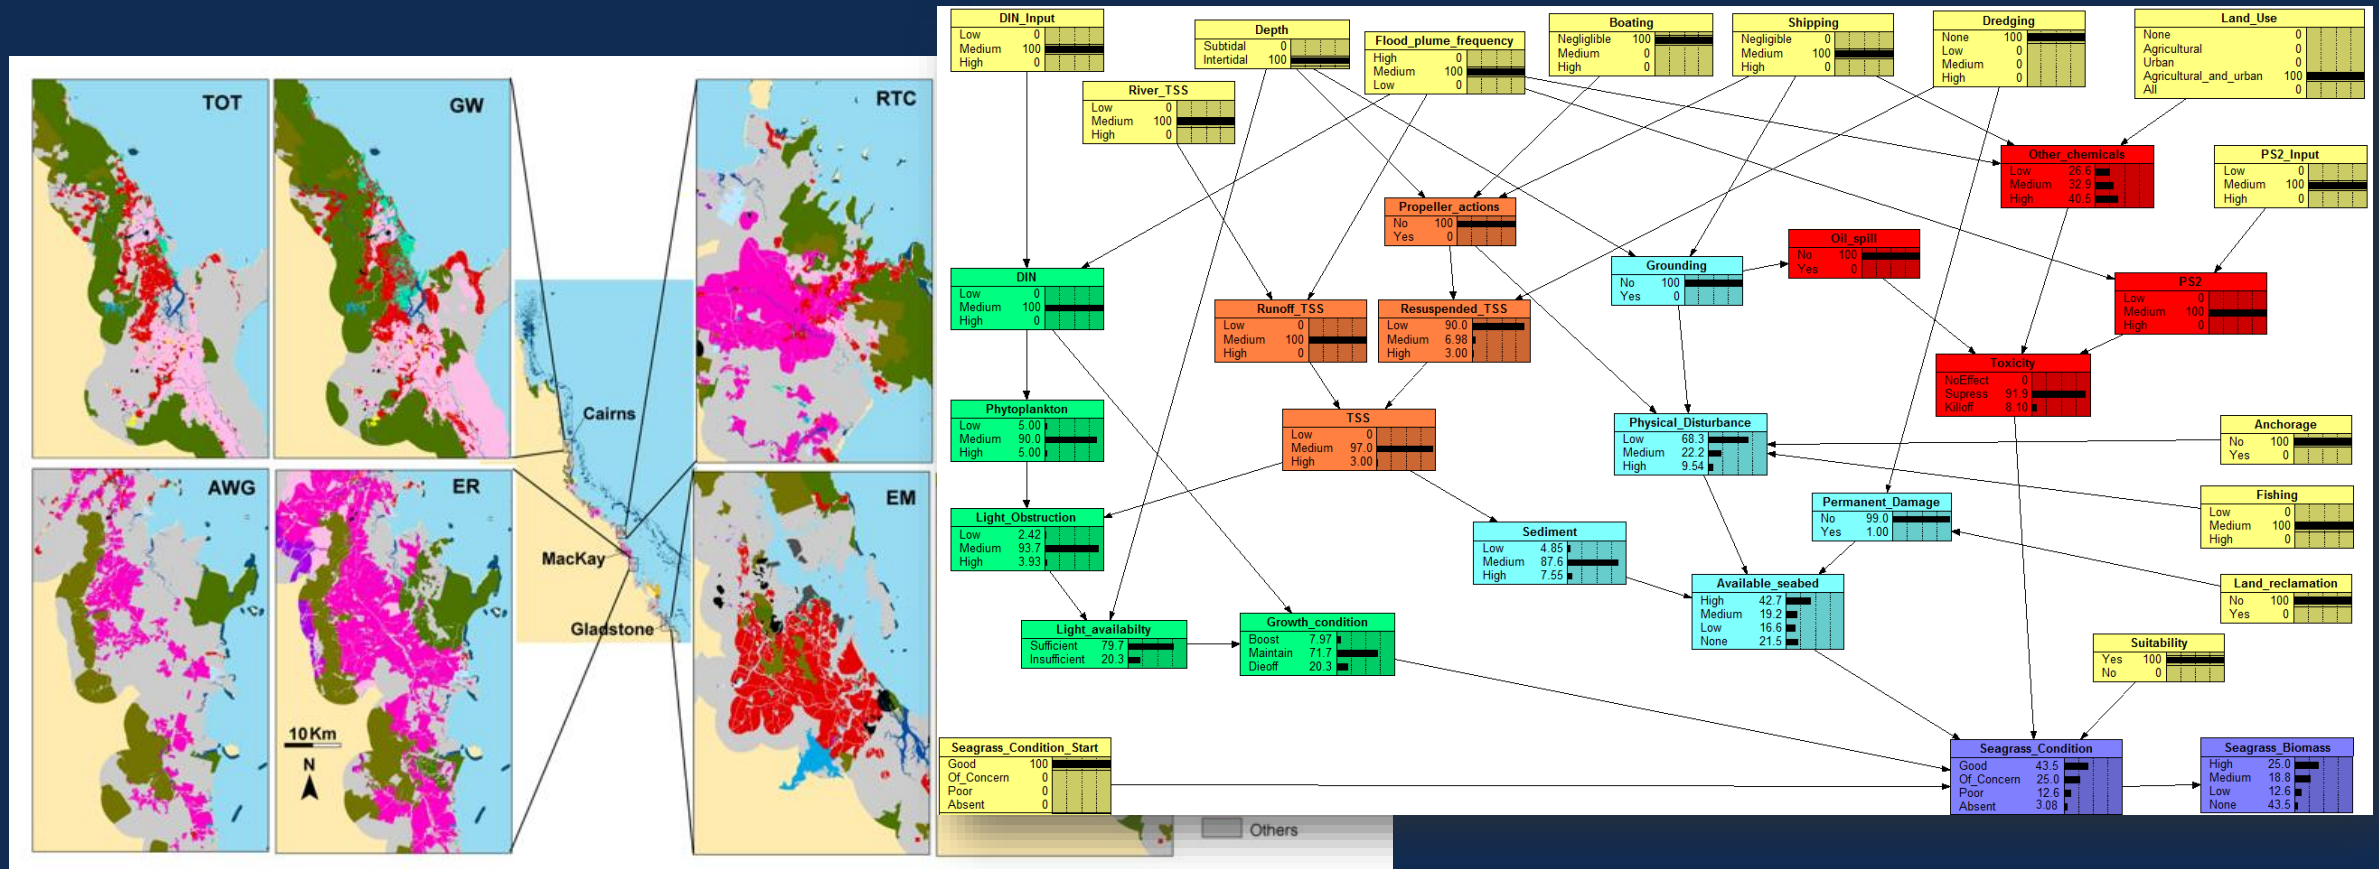 TOT
GW
RTC
AWG
ER
EM
10 Km
N
Cairns
MacKay
Gladstone
Others
DIN_Input
Low 0
Medium 100
High 0
Depth
Subtidal 0
Intertidal 100
Flood_plume_frequency
High 0
Medium 100
Low 0
Boating
Negligible 100
Medium 0
High 0
Shipping
Negligible 0
Medium 100
High 0
Dredging
None 100
Low 0
Medium 0
High 0
Land_Use
None 0
Agricultural 0
Urban 0
Agricultural_and_urban 100
All 0
River_TSS
Low 0
Medium 100
High 0
Other_chemicals
Low 26.6
Medium 32.9
High 40.5
PS2_Input
Low 0
Medium 100
High 0
Propeller_actions
No 100
Yes 0
Oil_spill
No 100
Yes 0
Grounding
No 100
Yes 0
DIN
Low 0
Medium 100
High 0
PS2
Low 0
Medium 100
High 0
Runoff_TSS
Low 0
Medium 100
High 0
Resuspended_TSS
Low 90.0
Medium 6.98
High 3.00
Toxicity
NoEffect 0
Supress 91.9
Killoff 8.10
Phytoplankton
Low 5.00
Medium 90.0
High 5.00
TSS
Low 0
Medium 97.0
High 3.00
Physical_Disturbance
Low 68.3
Medium 22.2
High 9.54
Anchorage
No 100
Yes 0
Fishing
Low 0
Medium 100
High 0
Permanent_Damage
No 99.0
Yes 1.00
Light_Obstruction
Low 2.42
Medium 93.7
High 3.93
Sediment
Low 4.85
Medium 87.6
High 7.55
Available_seabed
High 42.7
Medium 19.2
Low 16.6
None 21.5
Land_reclamation
No 100
Yes 0
Light_availabilty
Sufficient 79.7
Insufficient 20.3
Growth_condition
Boost 7.97
Maintain 71.7
Dieoff 20.3
Suitability
Yes 100
No 0
Seagrass_Condition_Start
Good 100
Of_Concern 0
Poor 0
Absent 0
Seagrass_Condition
Good 43.5
Of_Concern 25.0
Poor 12.6
Absent 3.08
Seagrass_Biomass
High 25.0
Medium 18.8
Low 12.6
None 43.5